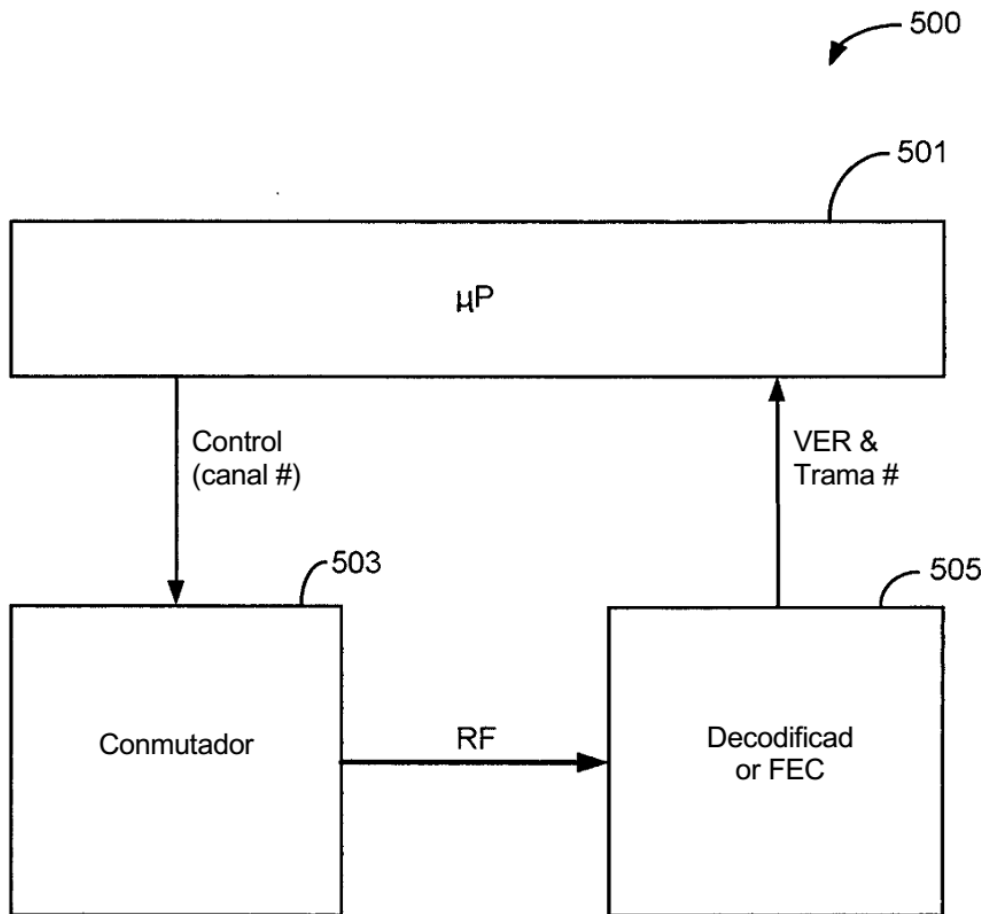 500
501
µP
Control
(canal #)
VER &
Trama #
503
505
Conmutador
RF
Decodificad
or FEC